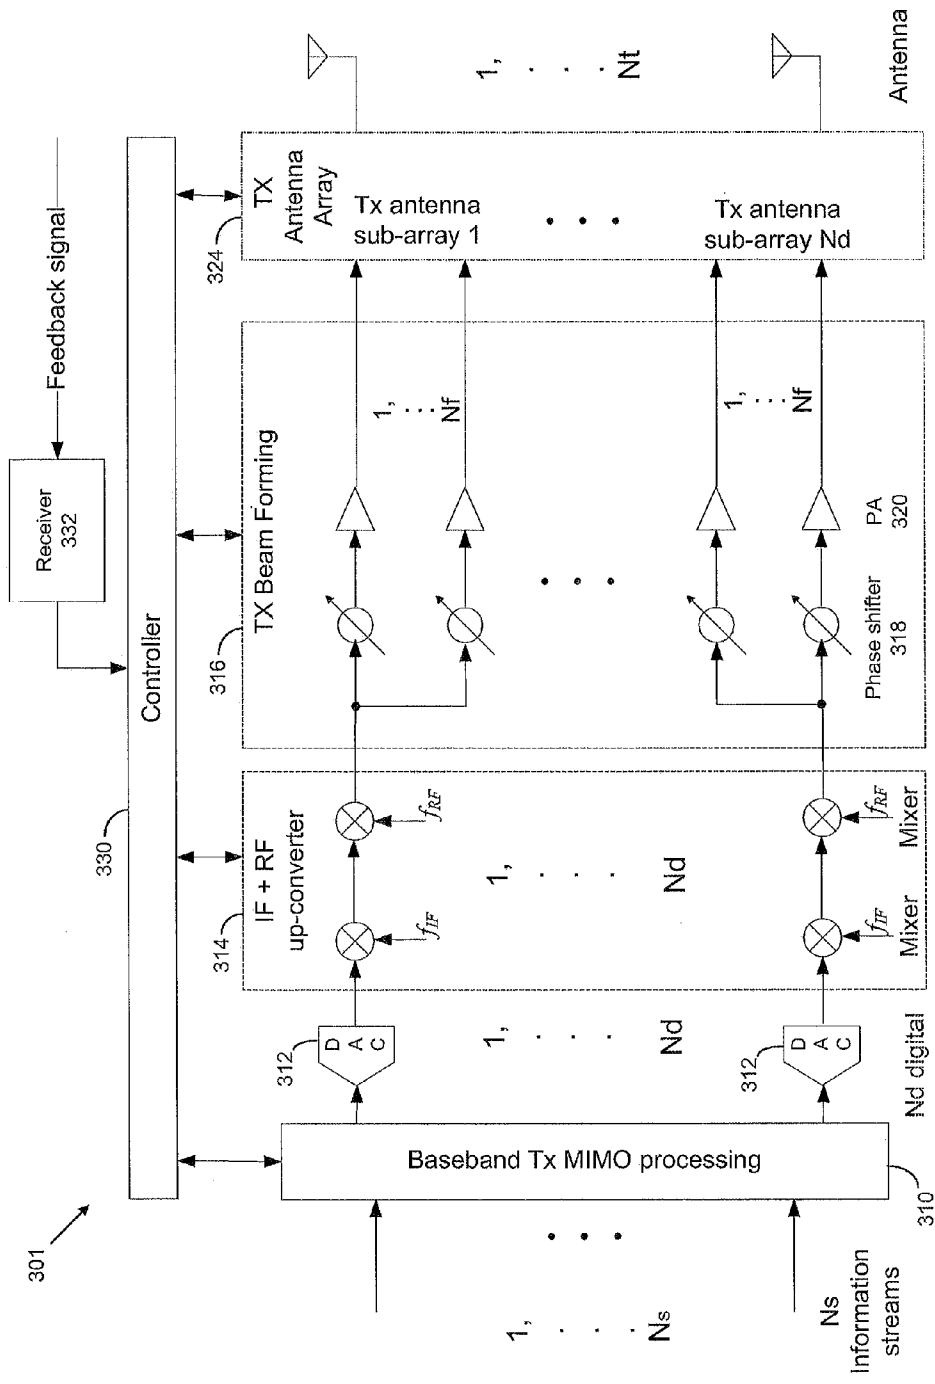 301
330
Controller
Receiver
332
Feedback signal
1, . . . Ns
Ns
Information
streams
Baseband Tx MIMO processing
310
312
D
A
C
1, . . . Nd
312
D
A
C
Nd digital
314
IF + RF
up-converter
fIF
fRF
1, . . . Nd
fIF
fRF
Mixer
Mixer
316
TX Beam Forming
1,
. . . Nf
1,
. . . Nf
Phase shifter
318
PA
320
324
TX
Antenna
Array
Tx antenna
sub-array 1
Tx antenna
sub-array Nd
1, . . . Nt
Antenna